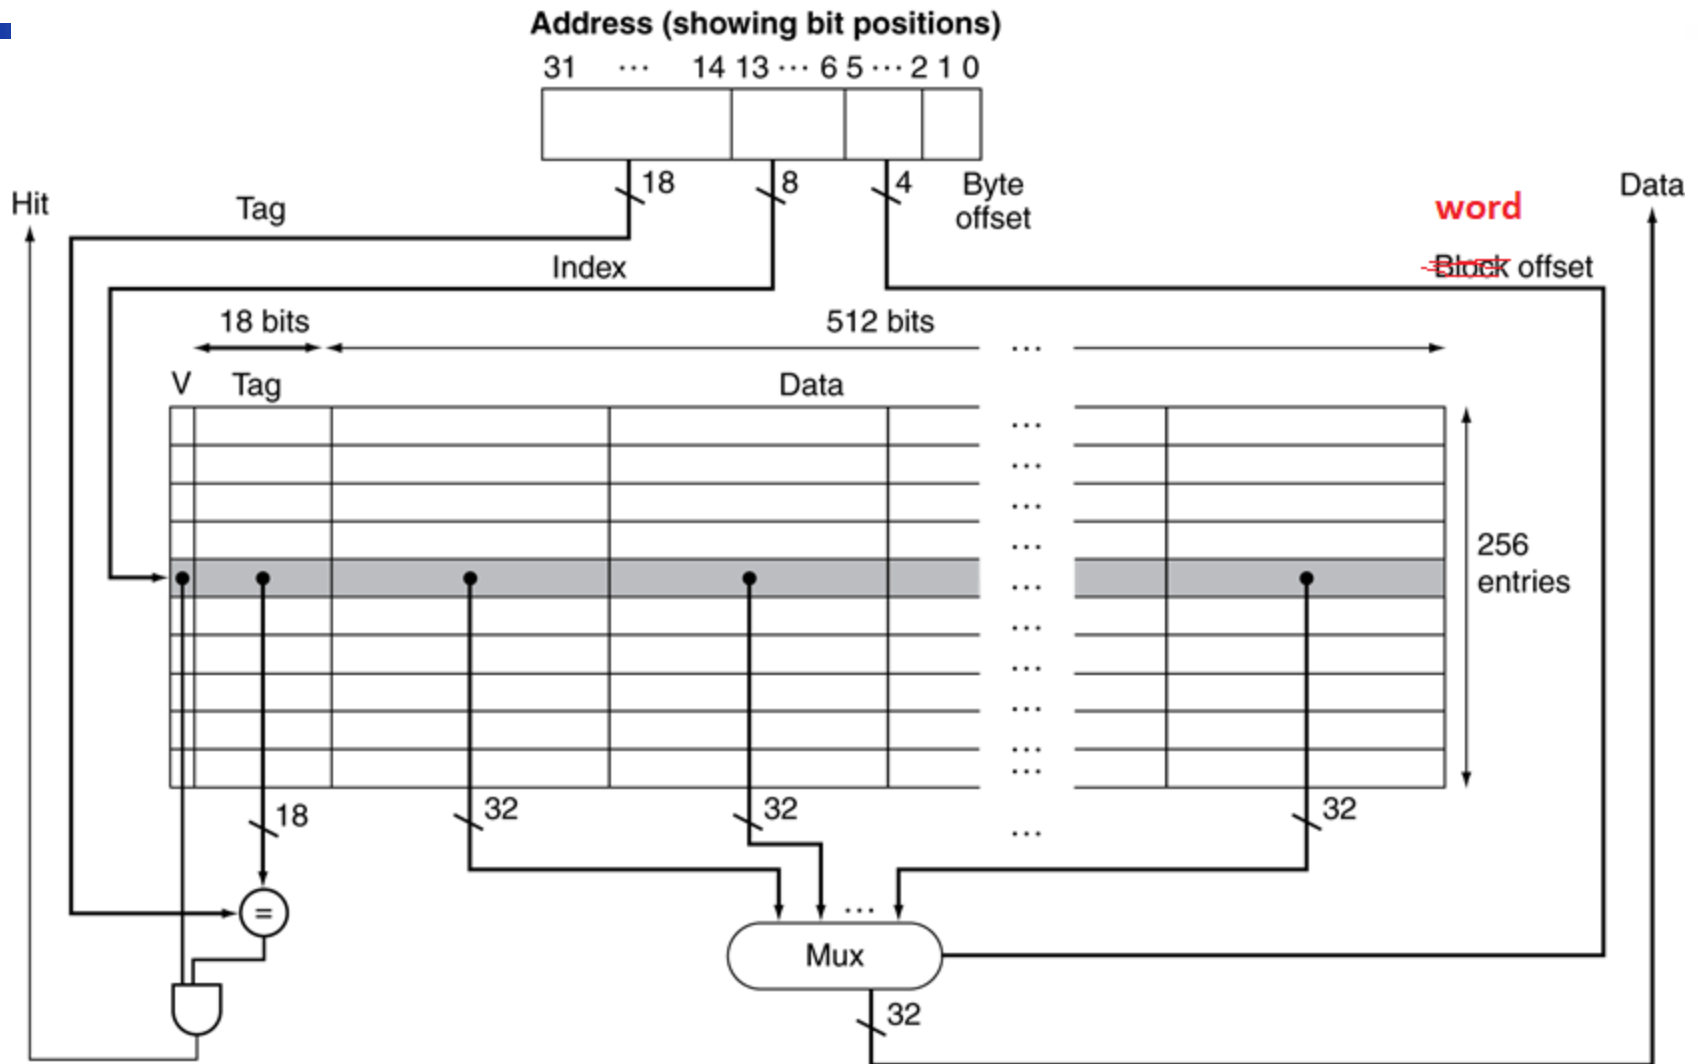 Address (showing bit positions)
31 ··· 14 13 ··· 6 5 ··· 2 1 0
18 8 4 Byte
offset
Hit
Tag
Data
word
Index
Block offset
18 bits
512 bits
···
V Tag Data
···
···
···
···
···
256
entries
···
···
···
···
···
18 32 32 ··· 32
=
···
Mux
32